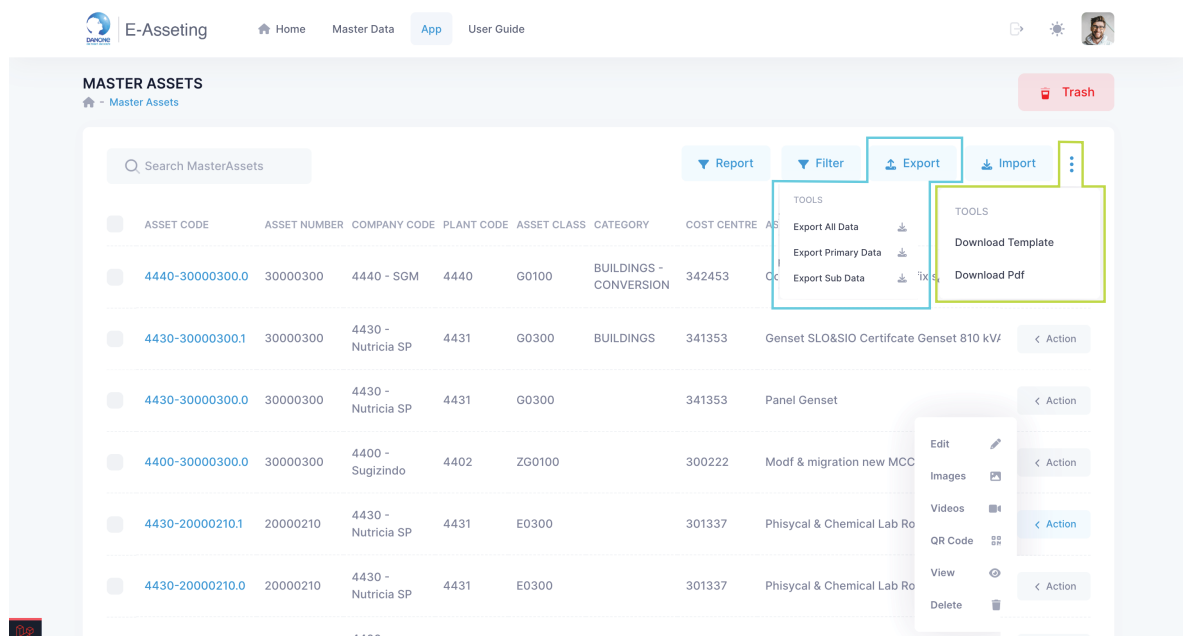 DANONE
E-Asseting
Home
Master Data
App
User Guide
MASTER ASSETS
- Master Assets
Trash
Search MasterAssets
Report
Filter
Export
Import
TOOLS
Export All Data
Export Primary Data
Export Sub Data
TOOLS
Download Template
Download Pdf
ASSET CODE ASSET NUMBER COMPANY CODE PLANT CODE ASSET CLASS CATEGORY COST CENTRE AS
4440-30000300.0 30000300 4440 - SGM 4440 G0100 BUILDINGS - 342453
CONVERSION
4430-30000300.1 30000300 4430 - 4431 G0300 BUILDINGS 341353 Genset SLO&SIO Certifcate Genset 810 kVA Action
Nutricia SP
4430-30000300.0 30000300 4430 - 4431 G0300 341353 Panel Genset Action
Nutricia SP
4400-30000300.0 30000300 4400 - 4402 ZG0100 300222 Modf & migration new MCC Action
Sugizindo
4430-20000210.1 20000210 4430 - 4431 E0300 301337 Phisycal & Chemical Lab Ro Action
Nutricia SP
4430-20000210.0 20000210 4430 - 4431 E0300 301337 Phisycal & Chemical Lab Ro Action
Nutricia SP
Edit
Images
Videos
QR Code
View
Delete